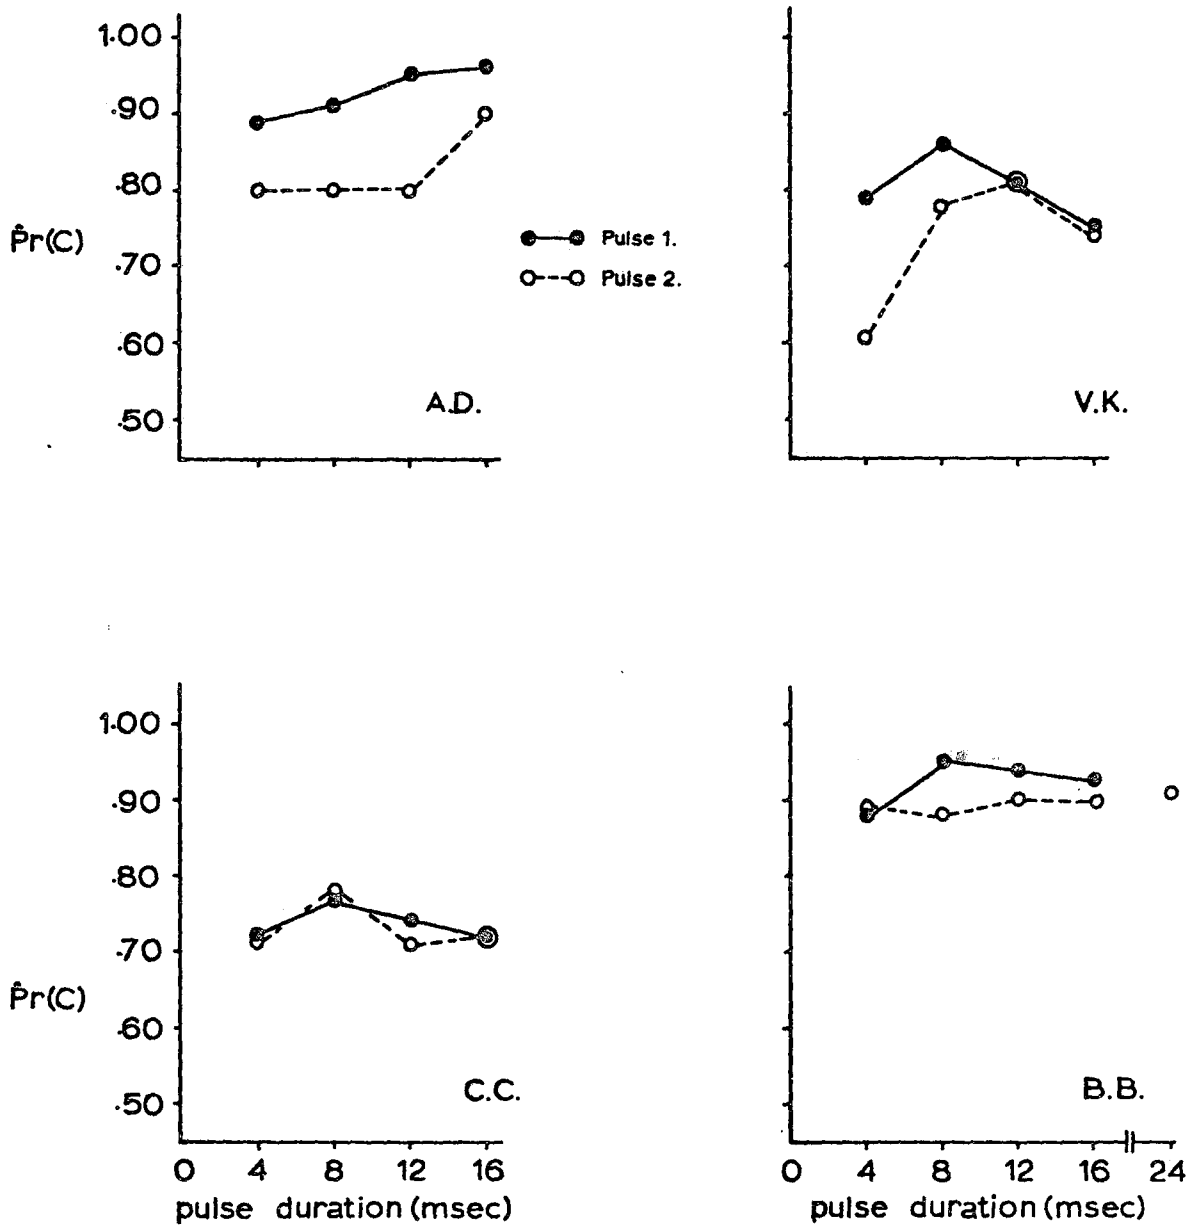 1.00
.90
.80
.70
.60
.50
P̂r(C)
Pulse 1.
Pulse 2.
A.D.
V.K.
1.00
.90
.80
.70
.60
.50
P̂r(C)
C.C.
B.B.
0 4 8 12 16
pulse duration (msec)
0 4 8 12 16 24
pulse duration (msec)